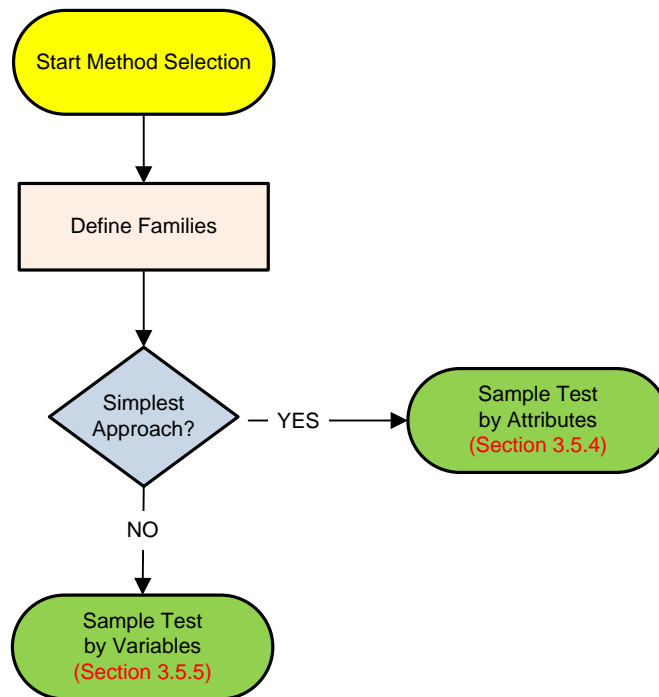 Start Method Selection
Define Families
Simplest
Approach?
YES
Sample Test
by Attributes
(Section 3.5.4)
NO
Sample Test
by Variables
(Section 3.5.5)